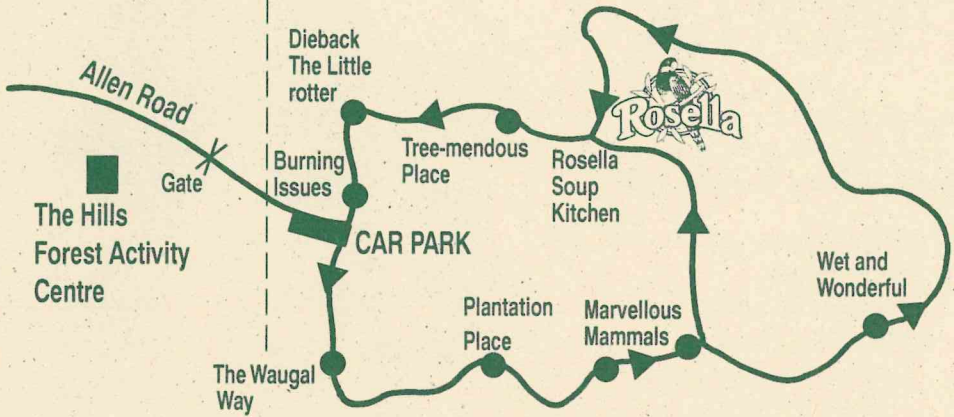 Allen Road
Gate
The Hills
Forest Activity
Centre
Dieback
The Little
rotter
Burning
Issues
CAR PARK
Tree-mendous
Place
Rosella
Rosella
Soup
Kitchen
The Waugal
Way
Plantation
Place
Marvellous
Mammals
Wet and
Wonderful